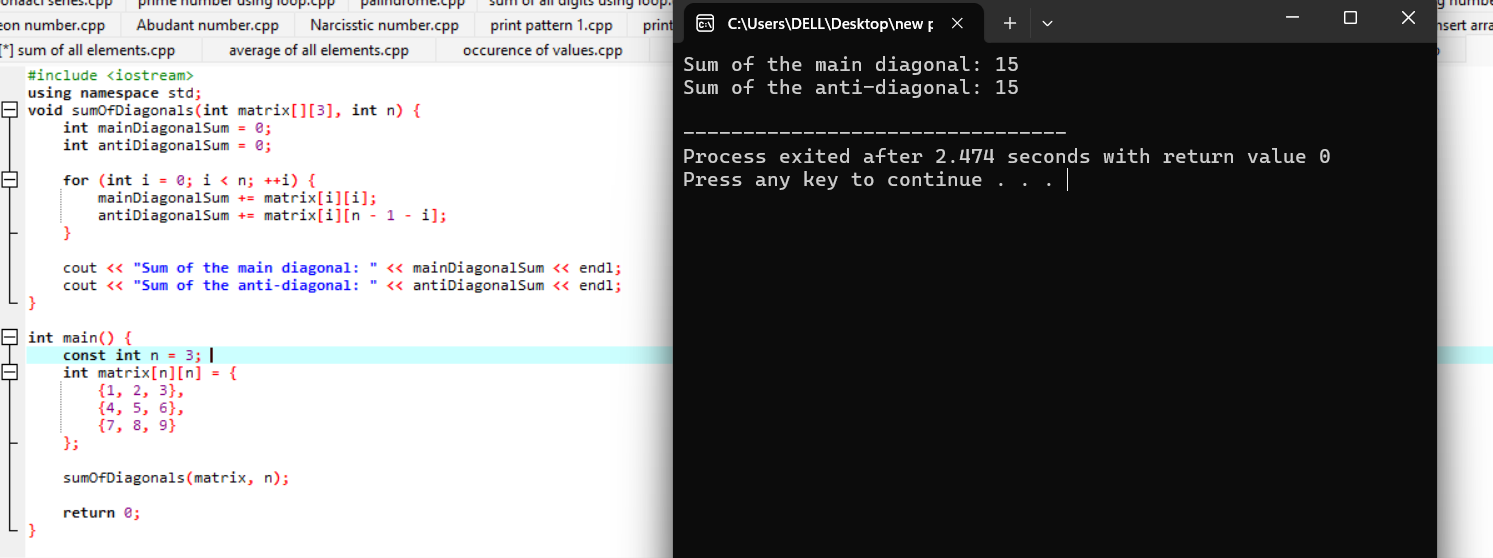 series.cpp prime number using loop.cpp palindrome.cpp sum of all digits using loop.
number.cpp Abudant number.cpp Narcisstic number.cpp print pattern 1.cpp print
[*] sum of all elements.cpp average of all elements.cpp occurence of values.cpp
#include <iostream>
using namespace std;
void sumOfDiagonals(int matrix[][3], int n) {
int mainDiagonalSum = 0;
int antiDiagonalSum = 0;
for (int i = 0; i < n; ++i) {
mainDiagonalSum += matrix[i][i];
antiDiagonalSum += matrix[i][n - 1 - i];
}
cout << "Sum of the main diagonal: " << mainDiagonalSum << endl;
cout << "Sum of the anti-diagonal: " << antiDiagonalSum << endl;
}
int main() {
const int n = 3;
int matrix[n][n] = {
{1, 2, 3},
{4, 5, 6},
{7, 8, 9}
};
sumOfDiagonals(matrix, n);
return 0;
}
C:\Users\DELL\Desktop\new
Sum of the main diagonal: 15
Sum of the anti-diagonal: 15
--------------------------------
Process exited after 2.474 seconds with return value 0
Press any key to continue . . .